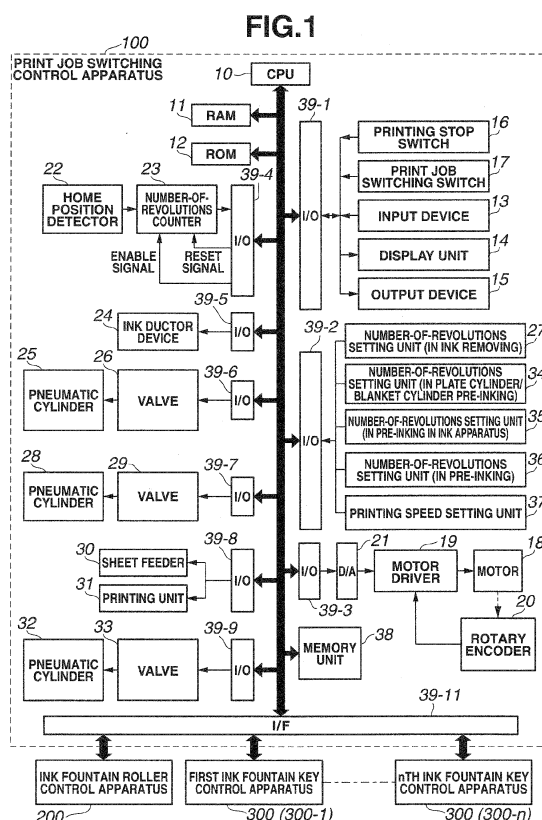 FIG.1
100
PRINT JOB SWITCHING
CONTROL APPARATUS
10
CPU
11
RAM
12
ROM
39-1
I/O
16
PRINTING STOP
SWITCH
17
PRINT JOB
SWITCHING SWITCH
13
INPUT DEVICE
14
DISPLAY UNIT
15
OUTPUT DEVICE
22
HOME
POSITION
DETECTOR
23
NUMBER-OF-
REVOLUTIONS
COUNTER
39-4
I/O
ENABLE
SIGNAL
RESET
SIGNAL
24
INK DUCTOR
DEVICE
39-5
I/O
25
PNEUMATIC
CYLINDER
26
VALVE
39-6
I/O
39-2
I/O
27
NUMBER-OF-REVOLUTIONS
SETTING UNIT (IN INK REMOVING)
34
NUMBER-OF-REVOLUTIONS
SETTING UNIT (IN PLATE CYLINDER/
BLANKET CYLINDER PRE-INKING)
35
NUMBER-OF-REVOLUTIONS SETTING UNIT
(IN PRE-INKING IN INK APPARATUS)
36
NUMBER-OF-REVOLUTIONS
SETTING UNIT (IN PRE-INKING)
37
PRINTING SPEED SETTING UNIT
28
PNEUMATIC
CYLINDER
29
VALVE
39-7
I/O
30
SHEET FEEDER
31
PRINTING UNIT
39-8
I/O
I/O
39-3
21
D/A
19
MOTOR
DRIVER
18
MOTOR
20
ROTARY
ENCODER
32
PNEUMATIC
CYLINDER
33
VALVE
39-9
I/O
MEMORY
UNIT
38
39-11
I/F
INK FOUNTAIN ROLLER
CONTROL APPARATUS
200
FIRST INK FOUNTAIN KEY
CONTROL APPARATUS
300 (300-1)
nTH INK FOUNTAIN KEY
CONTROL APPARATUS
300 (300-n)